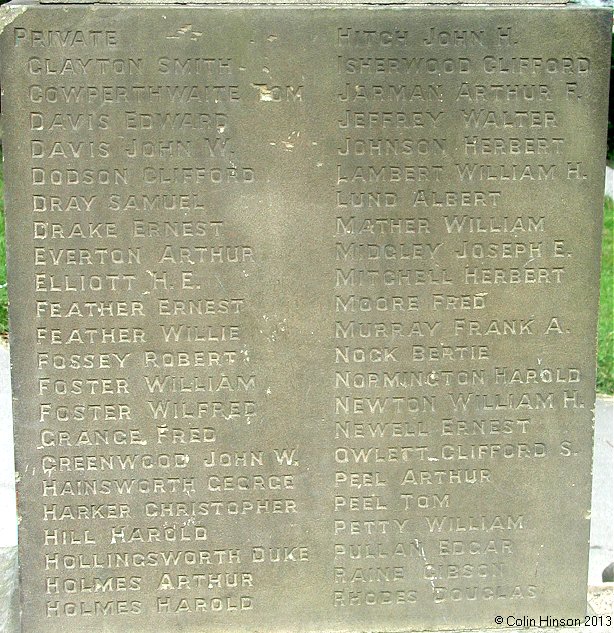 PRIVATE
CLAYTON SMITH
COWPERTHWAITE TOM
DAVIS EDWARD
DAVIS JOHN W.
DODSON CLIFFORD
DRAY SAMUEL
DRAKE ERNEST
EVERTON ARTHUR
ELLIOTT H. E.
FEATHER ERNEST
FEATHER WILLIE
FOSSEY ROBERT
FOSTER WILLIAM
FOSTER WILFRED
GRANGE FRED
GREENWOOD JOHN W.
HAINSWORTH GEORGE
HARKER CHRISTOPHER
HILL HAROLD
HOLLINGSWORTH DUKE
HOLMES ARTHUR
HOLMES HAROLD
HITCH JOHN H.
ISHERWOOD CLIFFORD
JARMAN ARTHUR F.
JEFFREY WALTER
JOHNSON HERBERT
LAMBERT WILLIAM H.
LUND ALBERT
MATHER WILLIAM
MIDGLEY JOSEPH E.
MITCHELL HERBERT
MOORE FRED
MURRAY FRANK A.
NOCK BERTIE
NORMINGTON HAROLD
NEWTON WILLIAM H.
NEWELL ERNEST
OWLETT CLIFFORD S.
PEEL ARTHUR
PEEL TOM
PETTY WILLIAM
PULLAN EDGAR
RAINE GIBSON
RHODES DOUGLAS
© Colin Hinson 2013